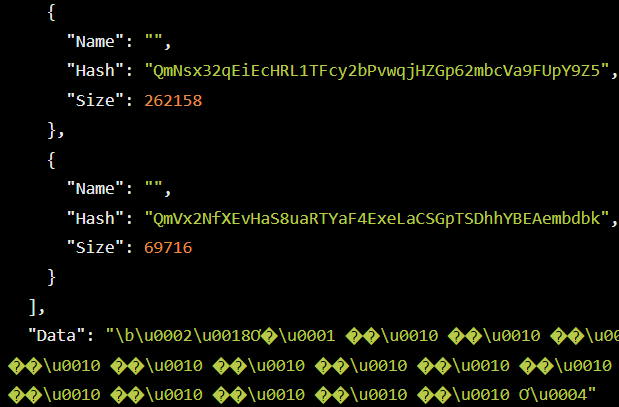 {
"Name": "",
"Hash": "QmNsx32qEiEcHRL1TFcy2bPvwqjHZGp62mbcVa9FUpY9Z5",
"Size": 262158
},
{
"Name": "",
"Hash": "QmVx2NfXEvHaS8uaRTYaF4ExeLaCSGpTSDhhYBEAembdbk",
"Size": 69716
}
],
"Data": "\b\u0002\u0018Ơ�\u0001 ��\u0010 ��\u0010 ��\u00
��\u0010 ��\u0010 ��\u0010 ��\u0010 ��\u0010 ��\u0010
��\u0010 ��\u0010 ��\u0010 ��\u0010 ��\u0010 Ơ\u0004"